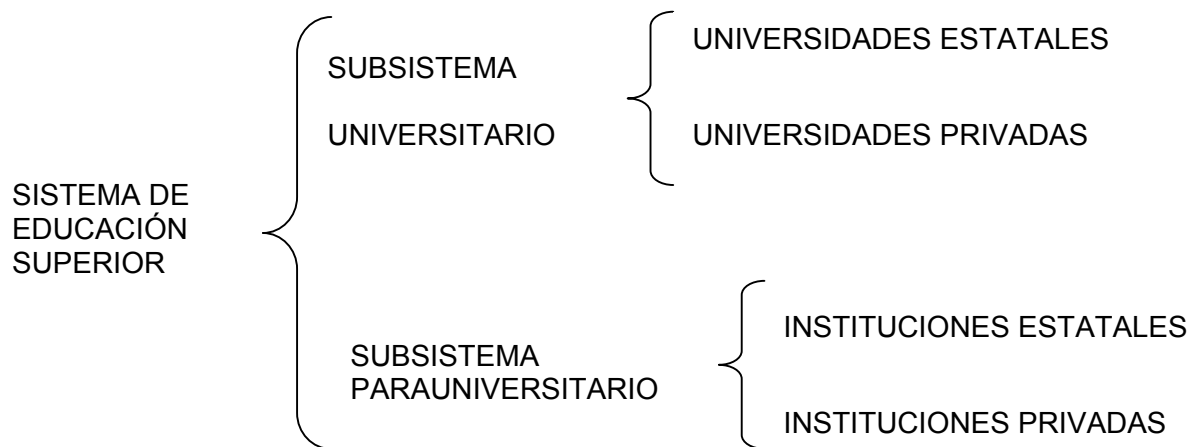 SISTEMA DE
EDUCACIÓN
SUPERIOR
SUBSISTEMA
UNIVERSITARIO
UNIVERSIDADES ESTATALES
UNIVERSIDADES PRIVADAS
SUBSISTEMA
PARAUNIVERSITARIO
INSTITUCIONES ESTATALES
INSTITUCIONES PRIVADAS